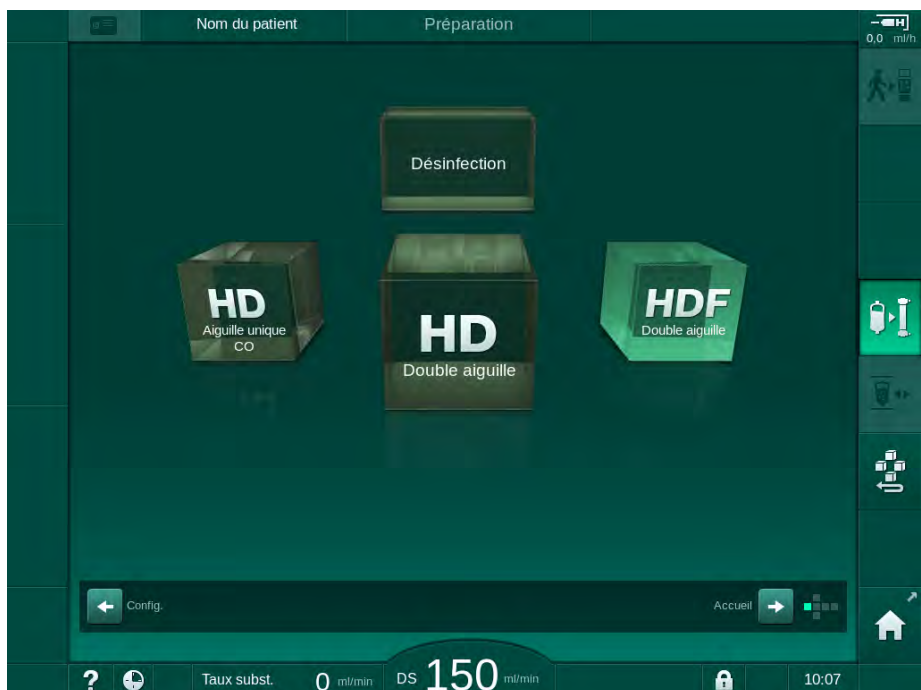 Nom du patient
Préparation
0,0 ml/h
Désinfection
HD
Aiguille unique
CO
HD
Double aiguille
HDF
Double aiguille
Config.
Accueil
?
Taux subst. 0 ml/min
DS 150 ml/min
10:07